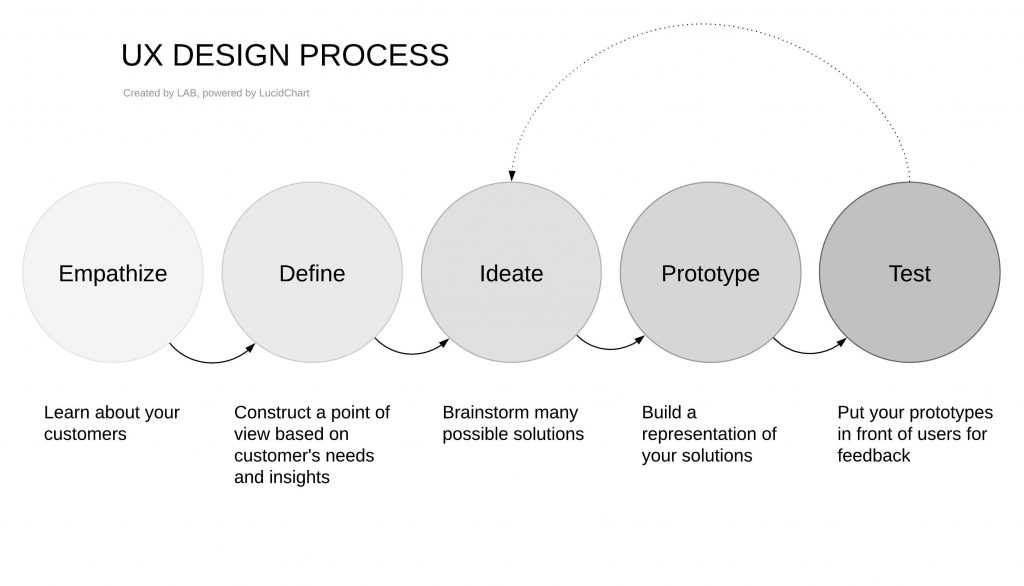 UX DESIGN PROCESS
Created by LAB, powered by LucidChart
Empathize
Define
Ideate
Prototype
Test
Learn about your
customers
Construct a point of
view based on
customer's needs
and insights
Brainstorm many
possible solutions
Build a
representation of
your solutions
Put your prototypes
in front of users for
feedback